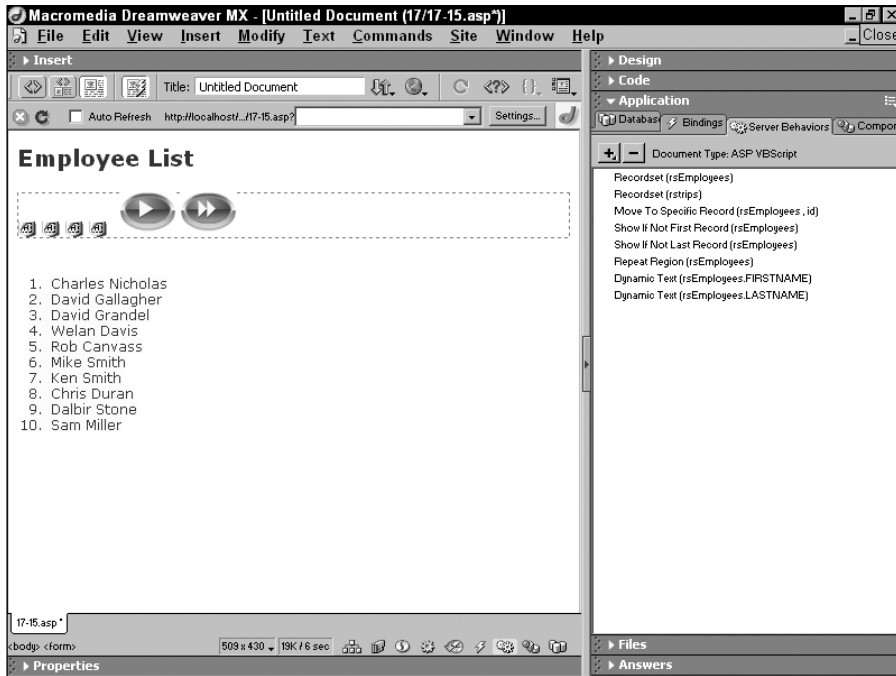 Macromedia Dreamweaver MX - [Untitled Document (17/17-15.asp*)]
File Edit View Insert Modify Text Commands Site Window Help
Close
Insert
Title: Untitled Document
Auto Refresh http://localhost/.../17-15.asp? Settings...
Employee List
1. Charles Nicholas
2. David Gallagher
3. David Grandel
4. Welan Davis
5. Rob Canvass
6. Mike Smith
7. Ken Smith
8. Chris Duran
9. Dalbir Stone
10. Sam Miller
17-15.asp*
<body> <form> 509 x 430 19K / 6 sec
Properties
Design
Code
Application
Databas Bindings Server Behaviors Compor
+ - Document Type: ASP VBScript
Recordset (rsEmployees)
Recordset (rstrips)
Move To Specific Record (rsEmployees , id)
Show If Not First Record (rsEmployees)
Show If Not Last Record (rsEmployees)
Repeat Region (rsEmployees)
Dynamic Text (rsEmployees.FIRSTNAME)
Dynamic Text (rsEmployees.LASTNAME)
Files
Answers